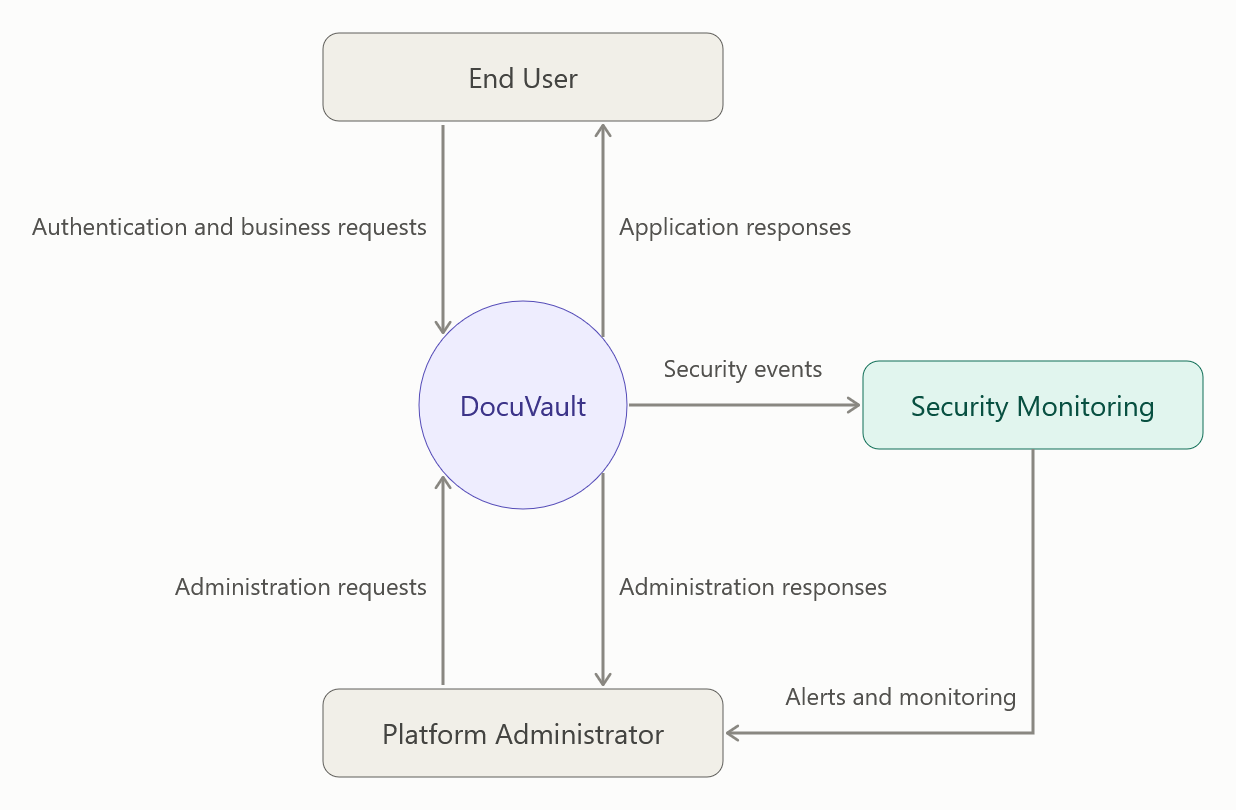 End User
Authentication and business requests
Application responses
Security events
DocuVault
Security Monitoring
Administration requests
Administration responses
Alerts and monitoring
Platform Administrator